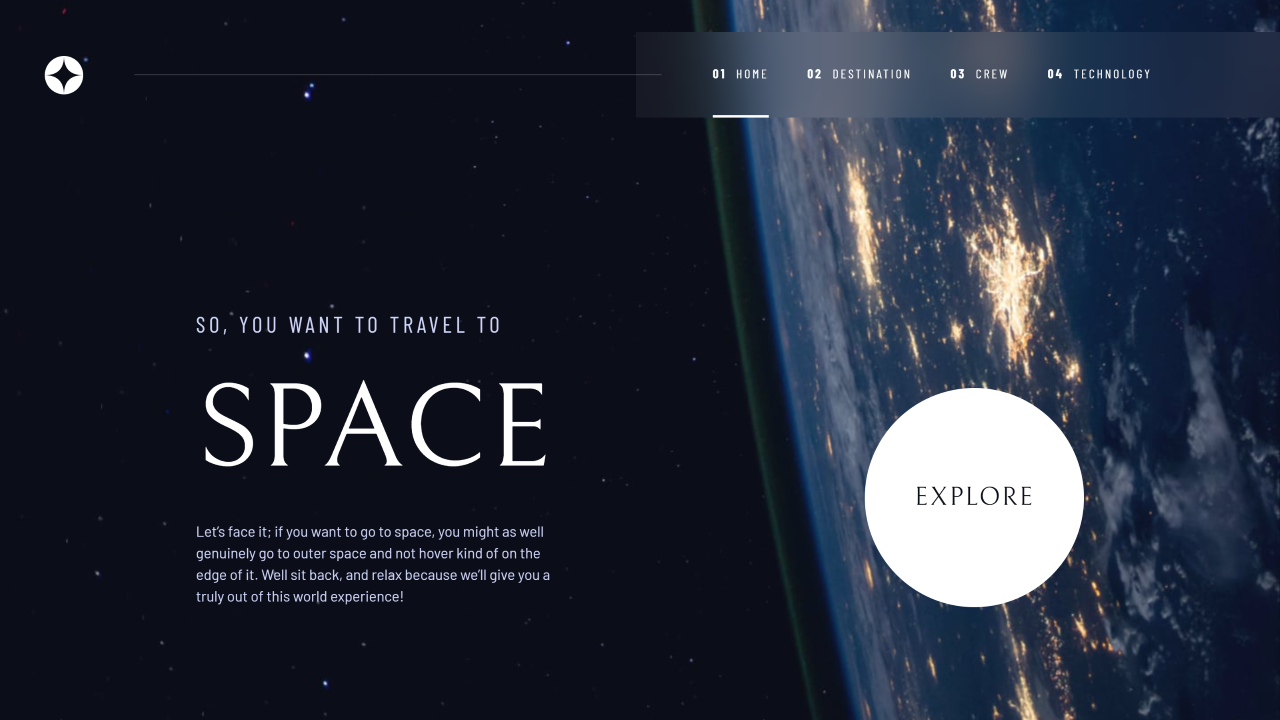 01 HOME 02 DESTINATION 03 CREW 04 TECHNOLOGY
SO, YOU WANT TO TRAVEL TO
SPACE
Let’s face it; if you want to go to space, you might as well
genuinely go to outer space and not hover kind of on the
edge of it. Well sit back, and relax because we’ll give you a
truly out of this world experience!
EXPLORE